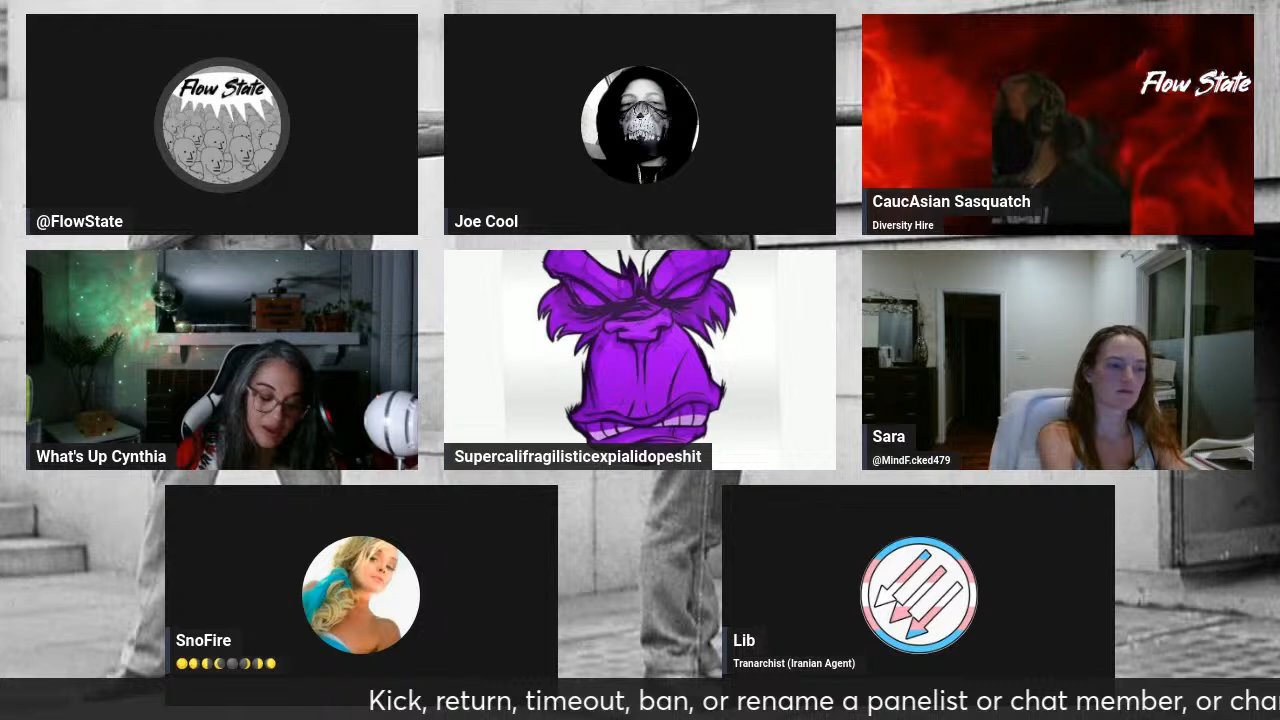 Flow State
@FlowState
Joe Cool
Flow State
CaucAsian Sasquatch
Diversity Hire
What's Up Cynthia
Supercalifragilisticexpialidopeshit
Sara
@MindF.cked479
SnoFire
Lib
Tranarchist (Iranian Agent)
Kick, return, timeout, ban, or rename a panelist or chat member, or cha